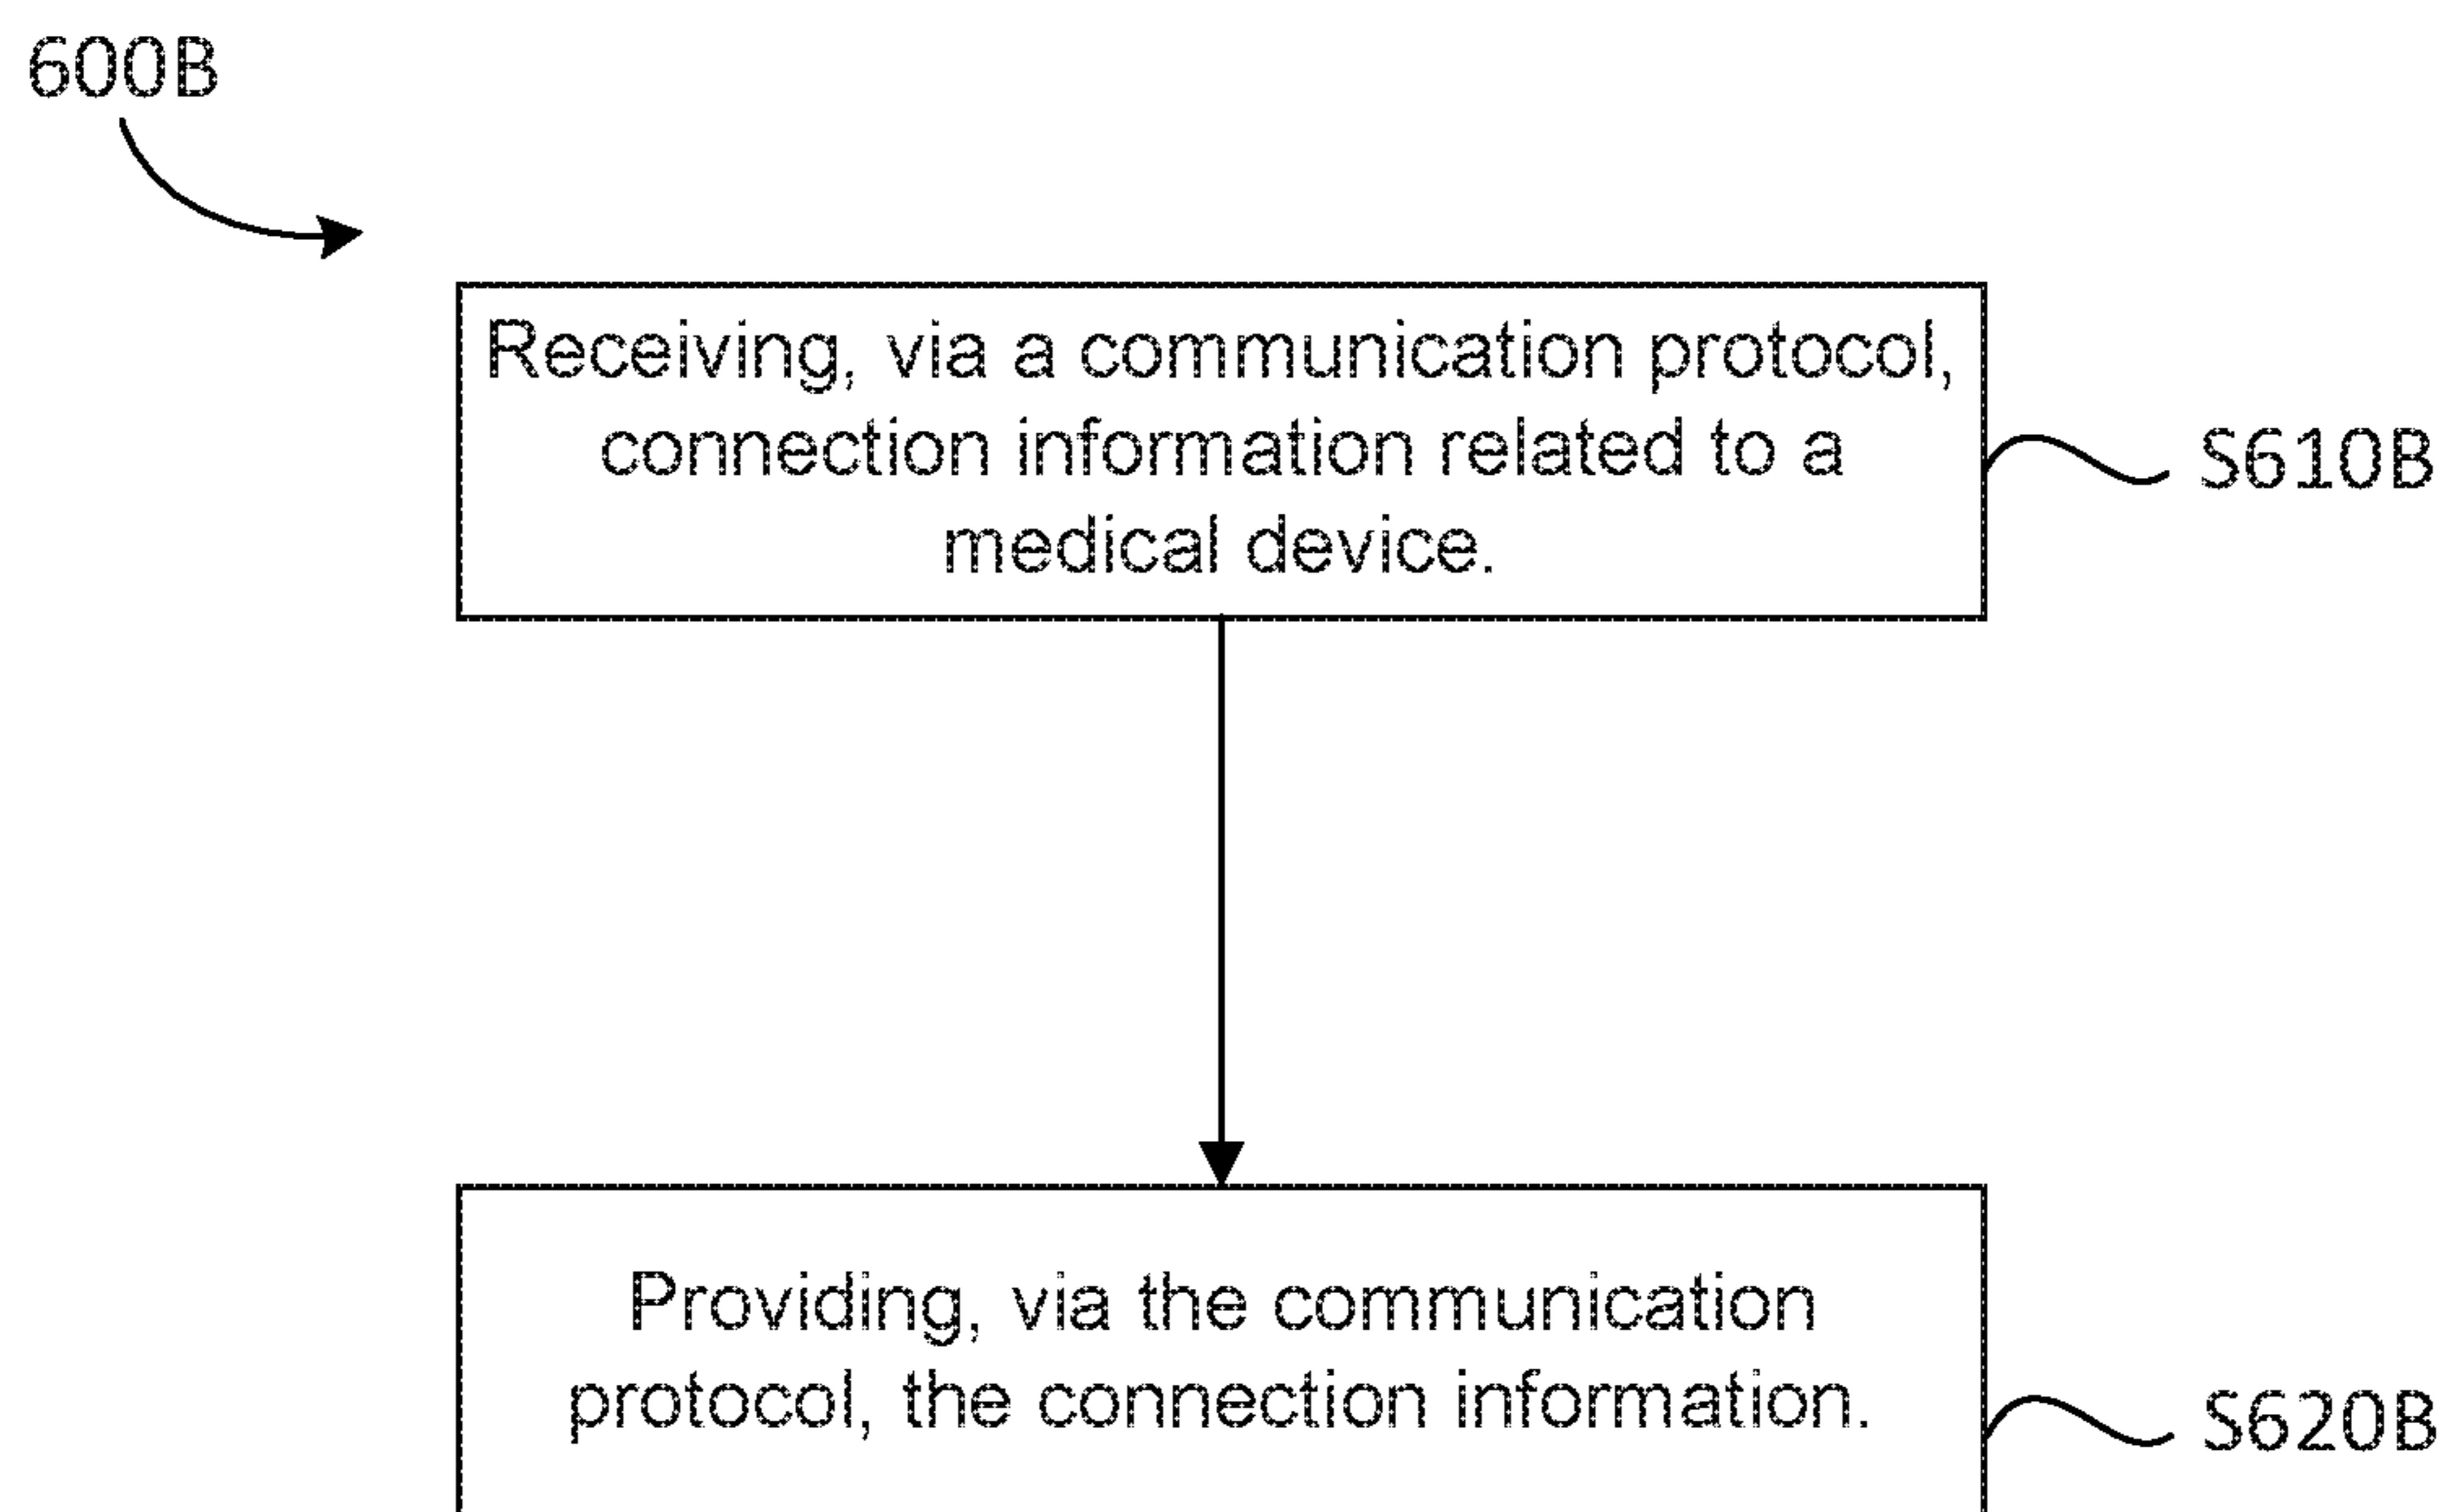 600B
Receiving, via a communication protocol,
connection information related to a
medical device.
S610B
Providing, via the communication
protocol, the connection information.
S620B